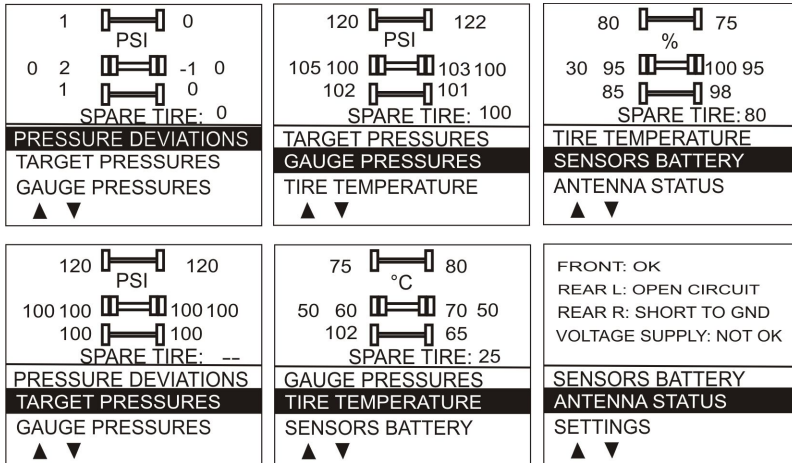 1 0
PSI
0 2 -1 0
1 0
SPARE TIRE: 0
PRESSURE DEVIATIONS
TARGET PRESSURES
GAUGE PRESSURES
120 122
PSI
105 100 103 100
102 101
SPARE TIRE: 100
TARGET PRESSURES
GAUGE PRESSURES
TIRE TEMPERATURE
80 75
%
30 95 100 95
85 98
SPARE TIRE: 80
TIRE TEMPERATURE
SENSORS BATTERY
ANTENNA STATUS
120 120
PSI
100 100 100 100
100 100
SPARE TIRE: --
PRESSURE DEVIATIONS
TARGET PRESSURES
GAUGE PRESSURES
75 80
°C
50 60 70 50
102 65
SPARE TIRE: 25
GAUGE PRESSURES
TIRE TEMPERATURE
SENSORS BATTERY
FRONT: OK
REAR L: OPEN CIRCUIT
REAR R: SHORT TO GND
VOLTAGE SUPPLY: NOT OK
SENSORS BATTERY
ANTENNA STATUS
SETTINGS